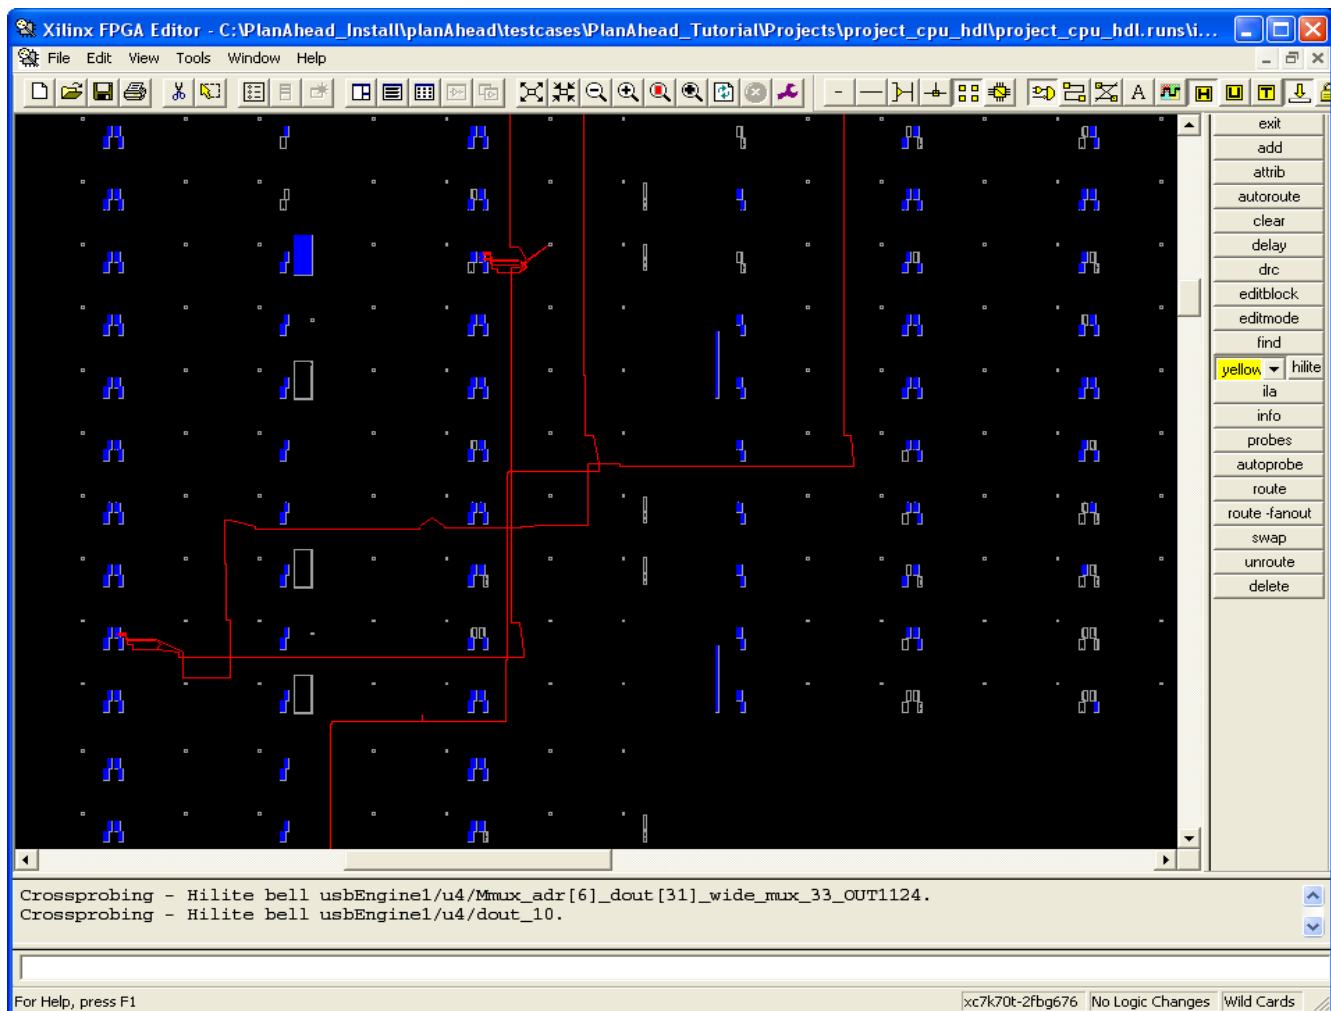 Xilinx FPGA Editor - C:\PlanAhead_Install\planAhead\testcases\PlanAhead_Tutorial\Projects\project_cpu_hdl\project_cpu_hdl.runs\i...
File Edit View Tools Window Help
A
exit
add
attrib
autoroute
clear
delay
drc
editblock
editmode
find
yellow hilite
ila
info
probes
autoprobe
route
route -fanout
swap
unroute
delete
Crossprobing - Hilite bell usbEngine1/u4/Mmux_adr[6]_dout[31]_wide_mux_33_OUT1124.
Crossprobing - Hilite bell usbEngine1/u4/dout_10.
For Help, press F1 xc7k70t-2fbg676 No Logic Changes Wild Cards